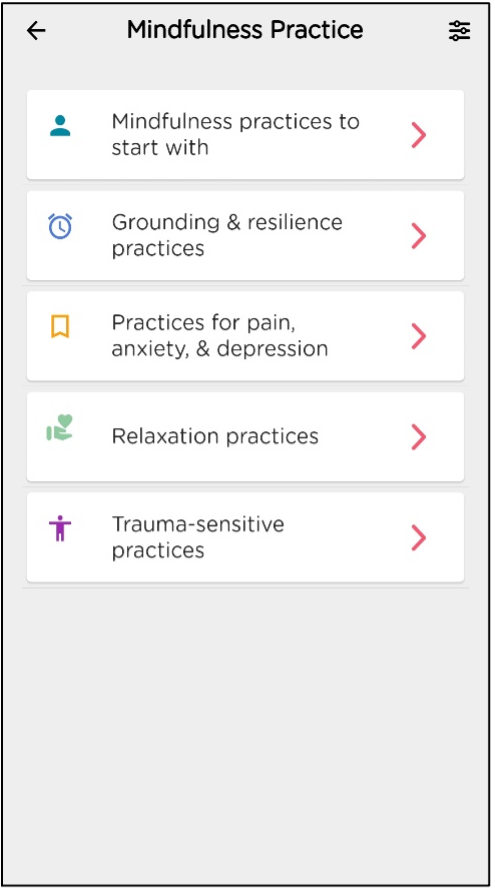 Mindfulness Practice
Mindfulness practices to
start with
Grounding & resilience
practices
Practices for pain,
anxiety, & depression
Relaxation practices
Trauma-sensitive
practices